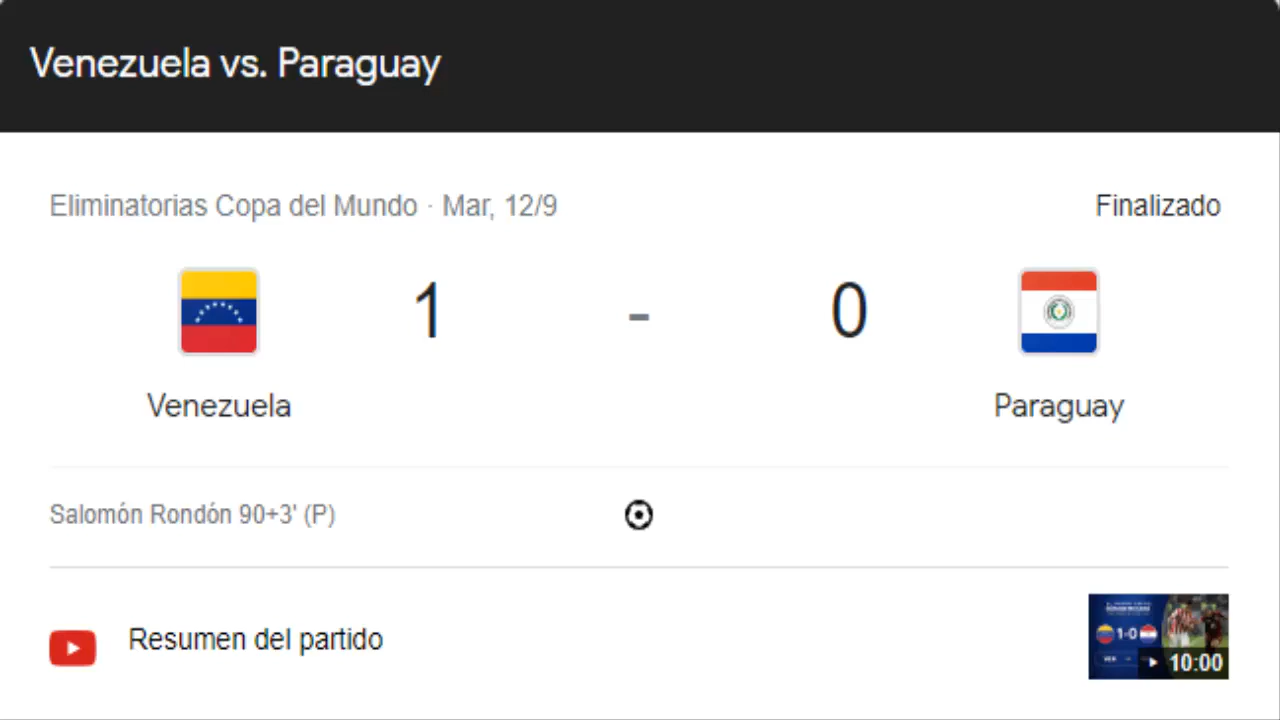 Venezuela vs. Paraguay
Eliminatorias Copa del Mundo · Mar, 12/9
Finalizado
1 - 0
Venezuela
Paraguay
Salomón Rondón 90+3' (P)
Resumen del partido
1-0
VER
10:00